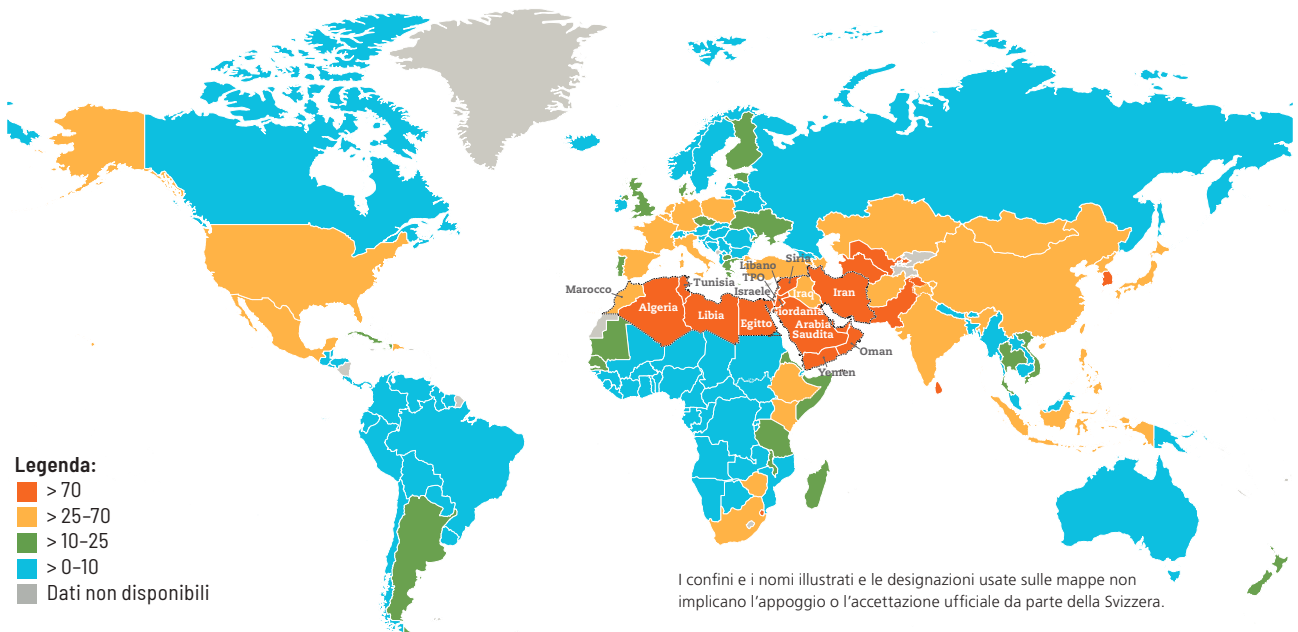 Siria
Libano
TPO
Israele
Marocco
Tunisia
Algeria
Libia
Egitto
Iraq
Iran
Giordania
Arabia
Saudita
Oman
Yemen
Legenda:
> 70
> 25–70
> 10–25
> 0–10
Dati non disponibili
I confini e i nomi illustrati e le designazioni usate sulle mappe non
implicano l'appoggio o l'accettazione ufficiale da parte della Svizzera.